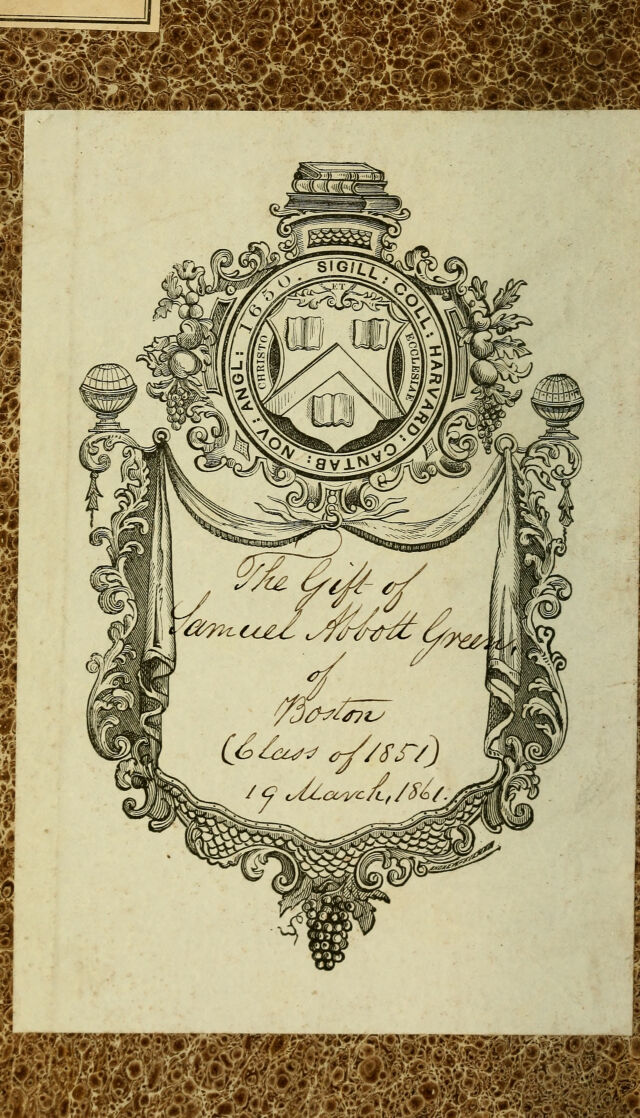 SIGILL : COLL : HARVARD : CANTAB : NOV : ANGL : 1650.
CHRISTO ET ECCLESIAE
The Gift of
Samuel Abbott Green,
of
Boston
(Class of 1851)
19 March, 1861.